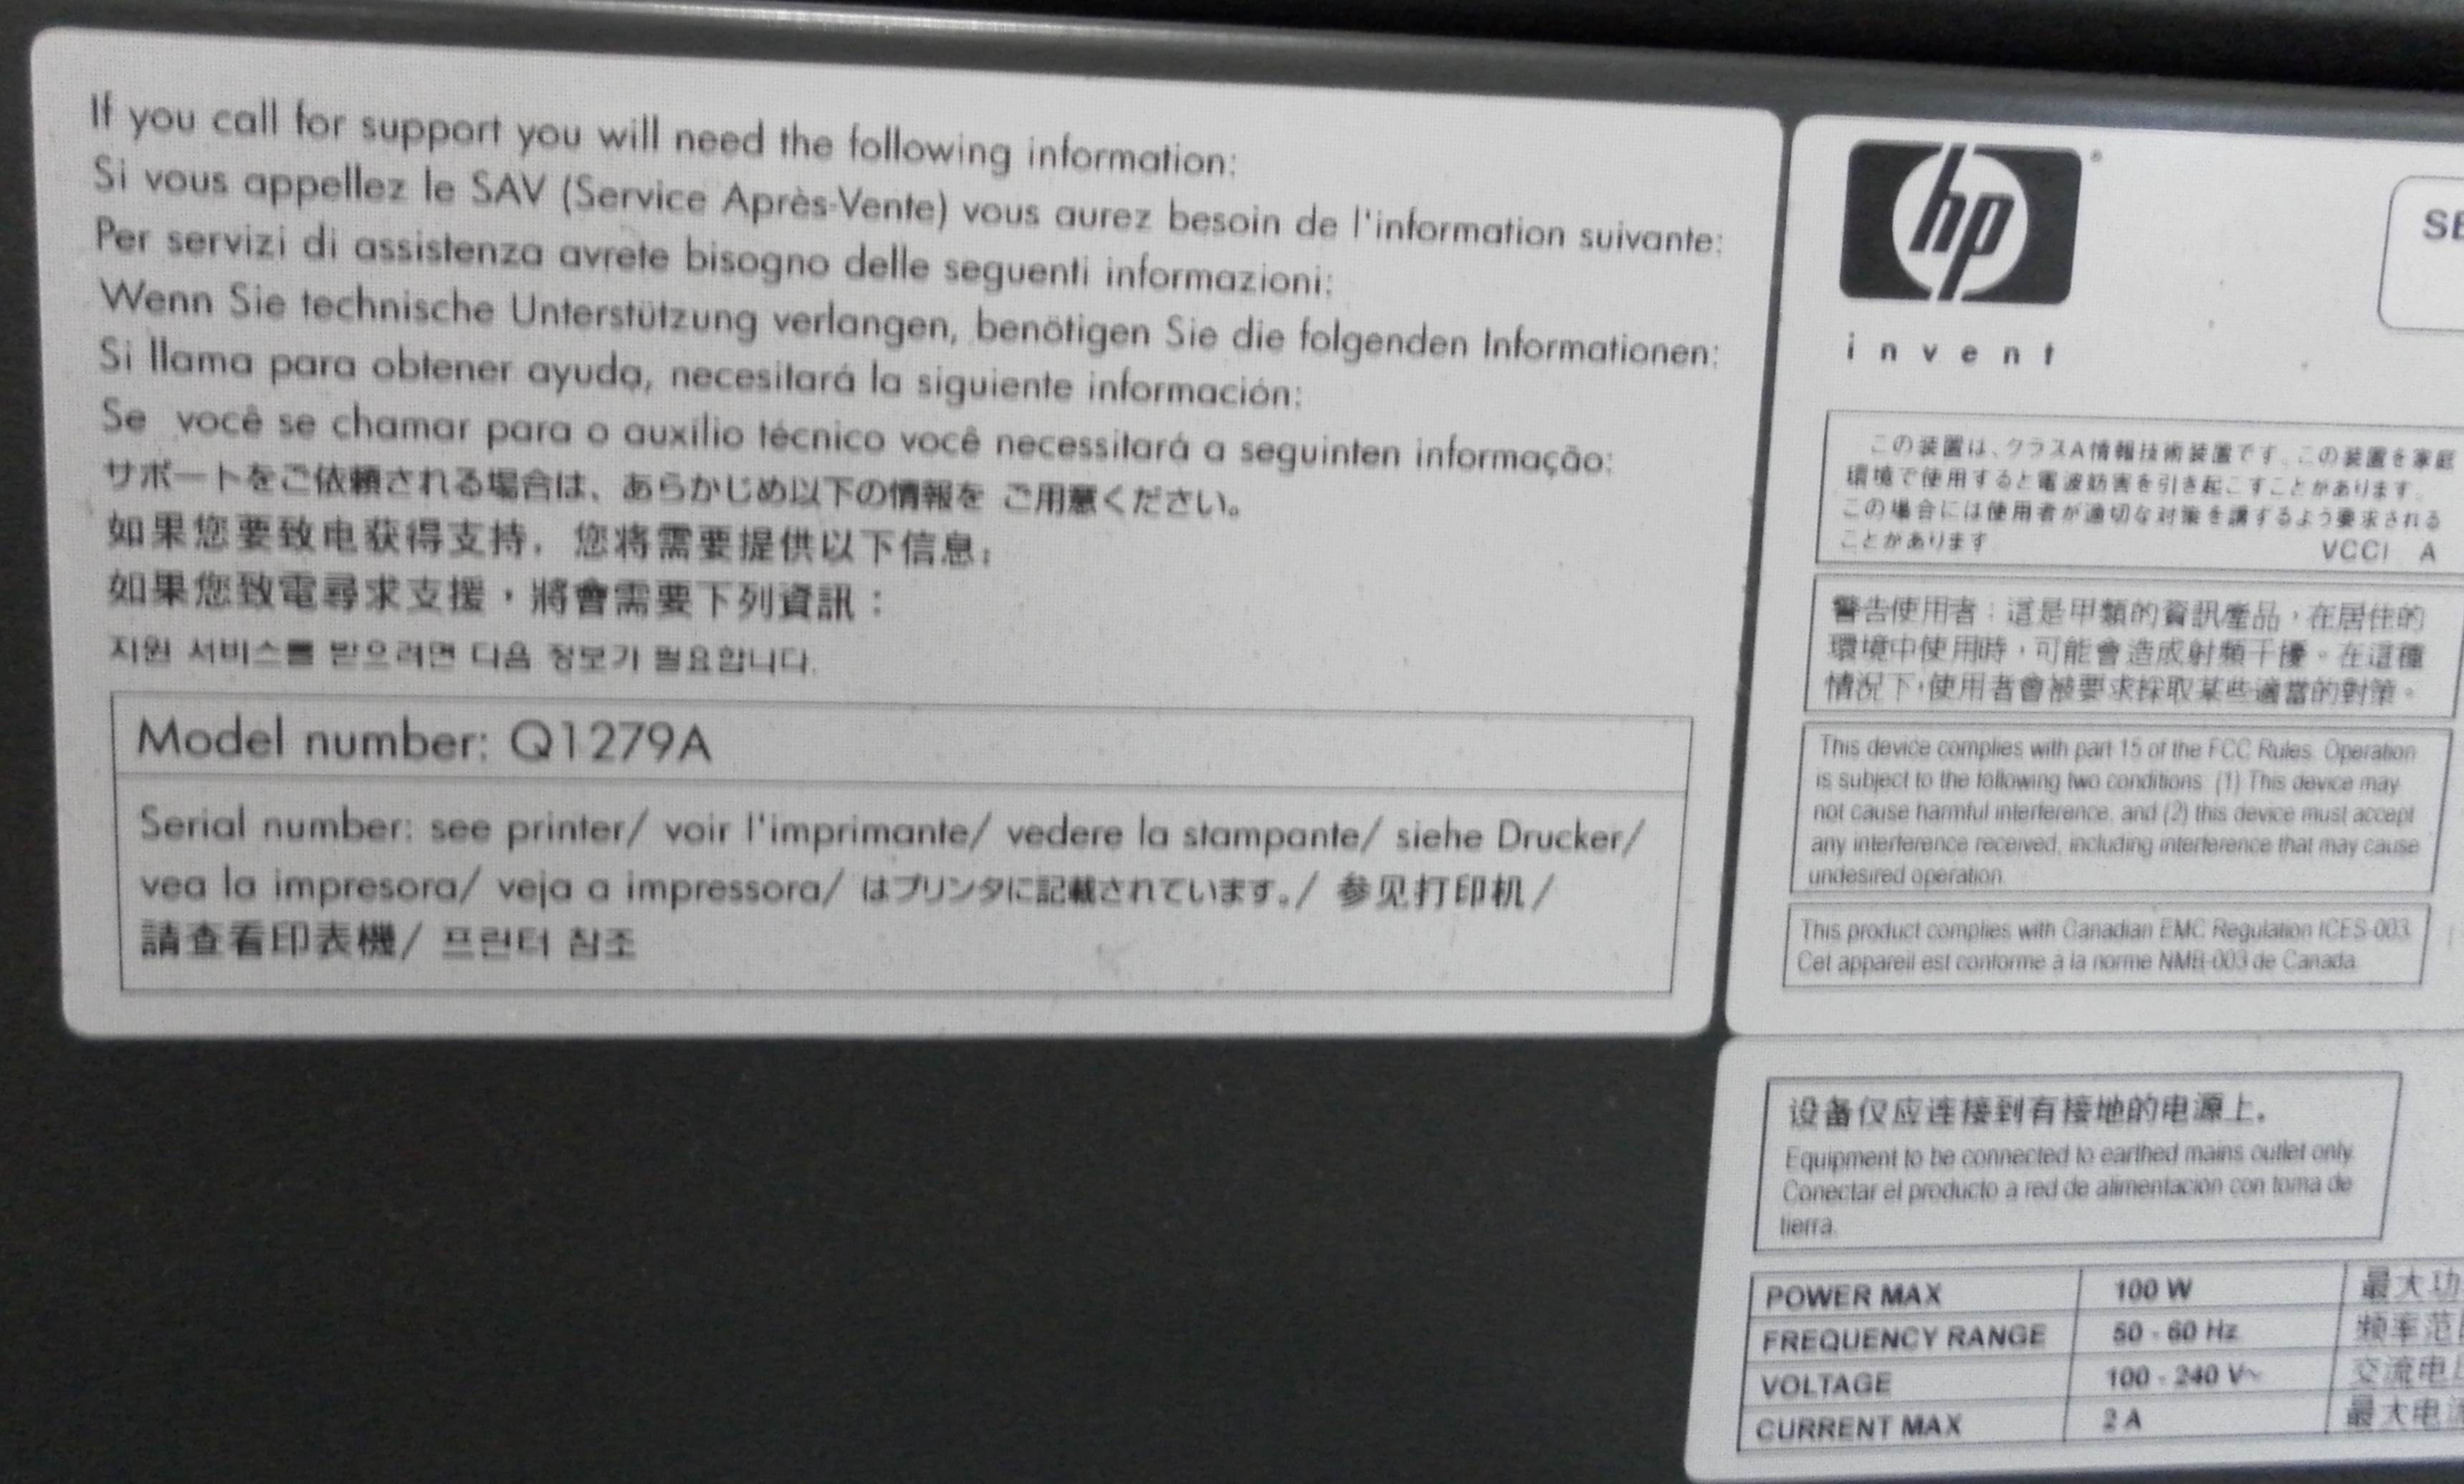 If you call for support you will need the following information:
Si vous appellez le SAV (Service Après-Vente) vous aurez besoin de l'information suivante:
Per servizi di assistenza avrete bisogno delle seguenti informazioni:
Wenn Sie technische Unterstützung verlangen, benötigen Sie die folgenden Informationen:
Si llama para obtener ayuda, necesitará la siguiente información:
Se você se chamar para o auxílio técnico você necessitará a seguinten informação:
サポートをご依頼される場合は、あらかじめ以下の情報を ご用意ください。
如果您要致电获得支持，您将需要提供以下信息：
如果您致電尋求支援，將會需要下列資訊：
지원 서비스를 받으려면 다음 정보가 필요합니다.
Model number: Q1279A
Serial number: see printer/ voir l'imprimante/ vedere la stampante/ siehe Drucker/
vea la impresora/ veja a impressora/ はプリンタに記載されています。/ 参见打印机/
請查看印表機/ 프린터 참조
hp
invent
SE
この装置は、クラスA情報技術装置です。この装置を家庭
環境で使用すると電波妨害を引き起こすことがあります。
この場合には使用者が適切な対策を講ずるよう要求される
ことがあります VCCI A
警告使用者：這是甲類的資訊產品，在居住的
環境中使用時，可能會造成射頻干擾。在這種
情況下，使用者會被要求採取某些適當的對策。
This device complies with part 15 of the FCC Rules. Operation
is subject to the following two conditions: (1) This device may
not cause harmful interference, and (2) this device must accept
any interference received, including interference that may cause
undesired operation.
This product complies with Canadian EMC Regulation ICES-003.
Cet appareil est conforme à la norme NMB-003 de Canada.
设备仅应连接到有接地的电源上。
Equipment to be connected to earthed mains outlet only.
Conectar el producto a red de alimentacion con toma de
tierra.
POWER MAX 100 W 最大功
FREQUENCY RANGE 50 - 60 Hz 频率范
VOLTAGE 100 - 240 V~ 交流电
CURRENT MAX 2 A 最大电